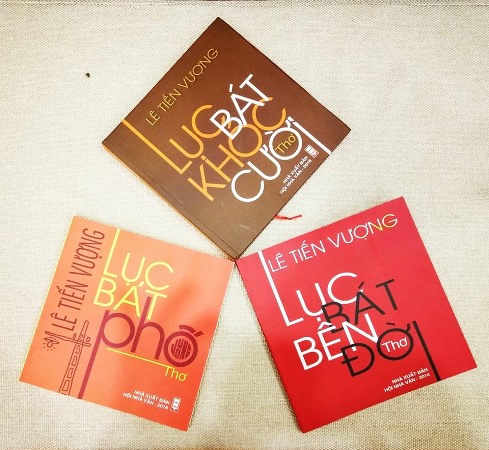 LÊ TIẾN VƯỢNG
LỤC BÁT
KHÓC
CƯỜI
Thơ
NHÀ XUẤT BẢN
HỘI NHÀ VĂN - 2016
LÊ TIẾN VƯỢNG
LỤC
BÁT
phố
Thơ
NHÀ XUẤT BẢN
HỘI NHÀ VĂN - 2018
LÊ TIẾN VƯỢNG
LỤC BÁT
BÊN
ĐỜI
Thơ
NHÀ XUẤT BẢN
HỘI NHÀ VĂN - 2014